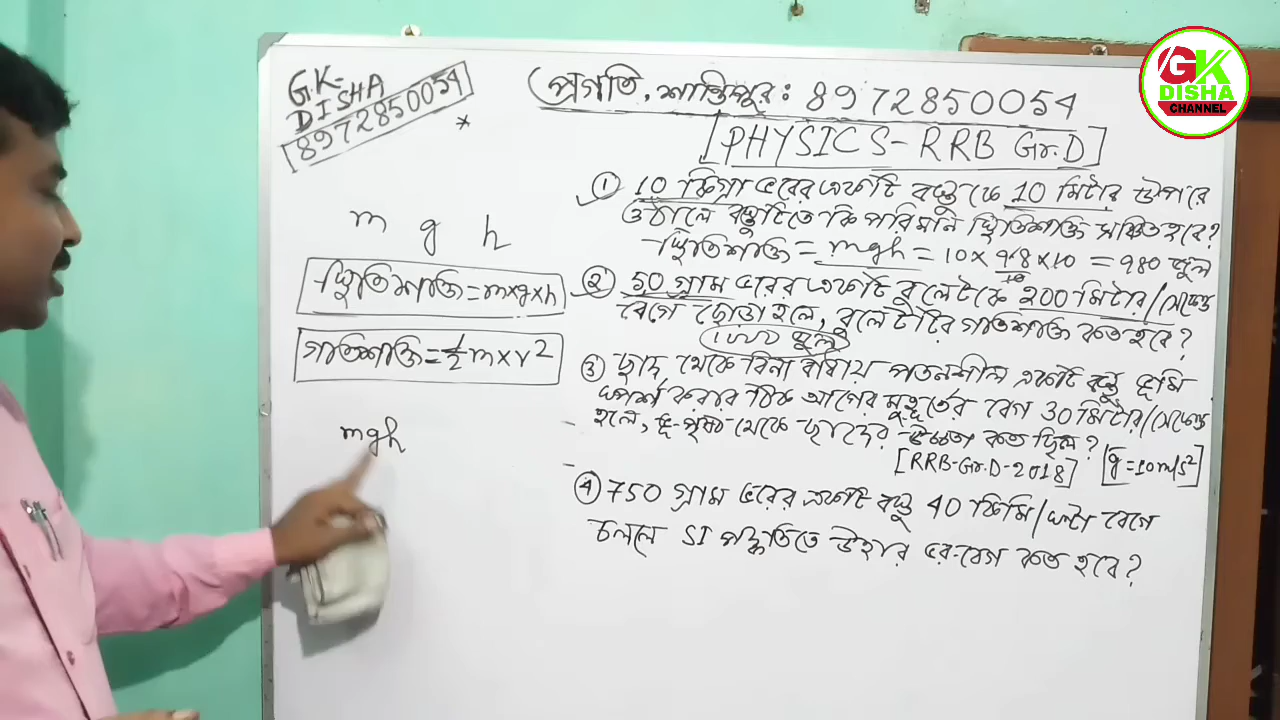 GK-
DISHA
8972850054
*
প্রগতি, শান্তিপুর: 8972850054
[PHYSICS-RRB Gr.D]
m g h
স্থিতিশক্তি=m×g×h
গতিশক্তি=½m×v²
mgh
① 10 কিগ্রা ভরের একটি বস্তুকে 10 মিটার উপরে
ওঠালে বস্তুটিতে কি পরিমান স্থিতিশক্তি সঞ্চিত হবে?
স্থিতিশক্তি = mgh = 10 × 9.8 × 10 = 980 জুল
10
② 50 গ্রাম ভরের একটি বুলেটকে 200 মিটার/সেকেন্ড
বেগে ছোড়া হলে, বুলেটটির গতিশক্তি কত হবে?
1000 জুল
③ ছাদ থেকে বিনা বাধায় পতনশীল একটি বস্তু ভূমি
স্পর্শ করার ঠিক আগের মুহূর্তের বেগ 30 মিটার/সেকেন্ড
হলে, ভূ-পৃষ্ঠ থেকে ছাদের উচ্চতা কত ছিল?
[RRB-Gr.D-2018] [g=10m/s²]
④ 750 গ্রাম ভরের একটি বস্তু 40 কিমি/ঘন্টা বেগে
চললে SI পদ্ধতিতে উহার ভর-বেগ কত হবে?
GK
DISHA
CHANNEL